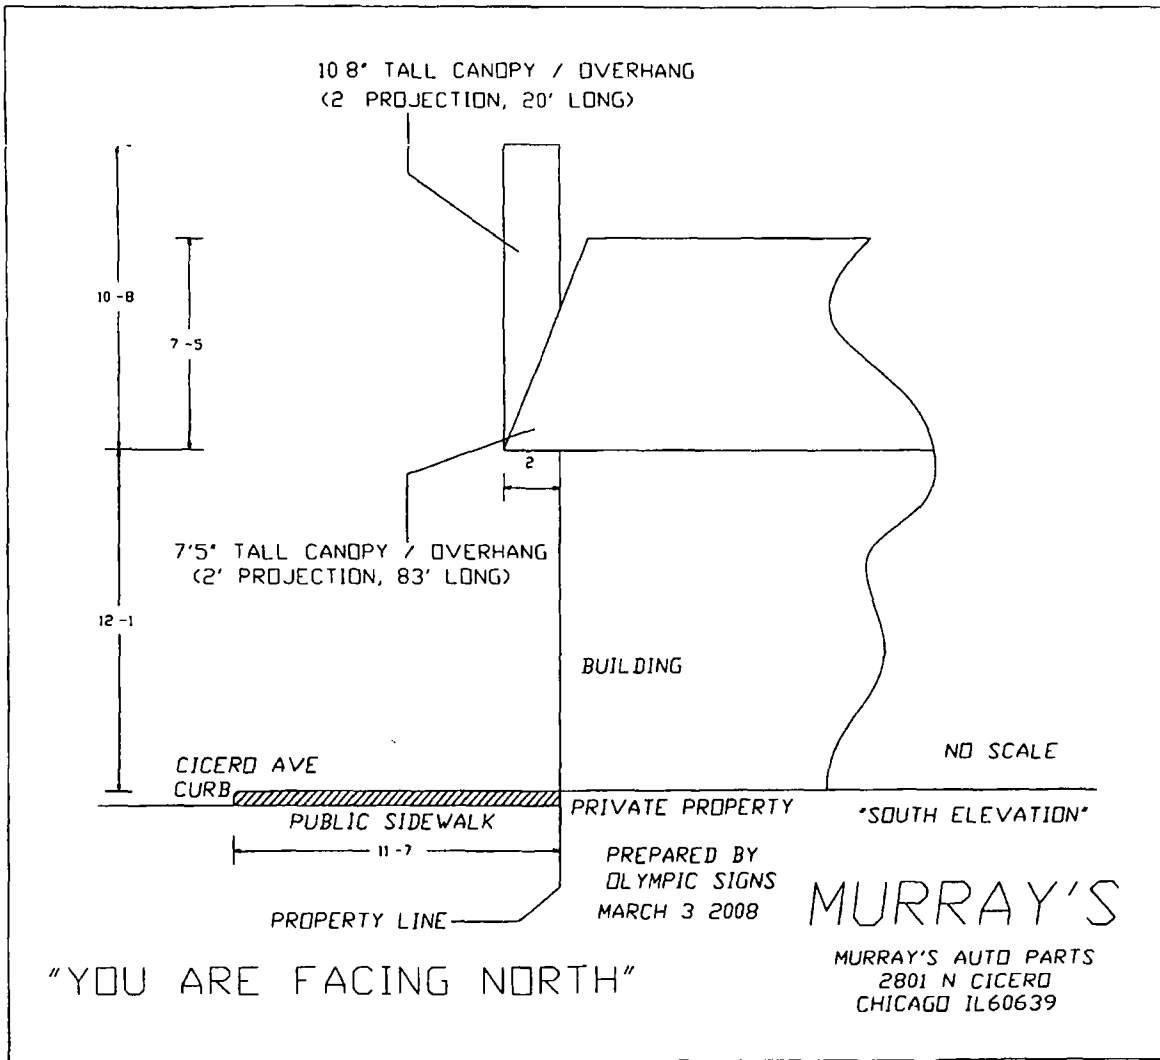 10 8" TALL CANOPY / OVERHANG
(2 PROJECTION, 20' LONG)
10-8
7-5
2
7'5" TALL CANOPY / OVERHANG
(2' PROJECTION, 83' LONG)
12-1
BUILDING
NO SCALE
CICERO AVE
CURB
PRIVATE PROPERTY
"SOUTH ELEVATION"
PUBLIC SIDEWALK
11-7
PREPARED BY
OLYMPIC SIGNS
MARCH 3 2008
PROPERTY LINE
MURRAY'S
MURRAY'S AUTO PARTS
2801 N CICERO
CHICAGO IL60639
"YOU ARE FACING NORTH"